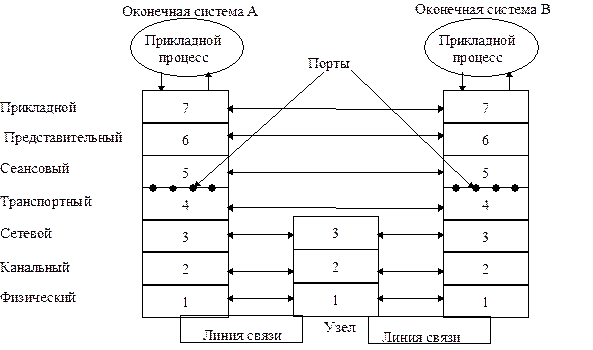 Оконечная система A
Оконечная система B
Прикладной
процесс
Прикладной
процесс
Порты
Прикладной 7 7
Представительный 6 6
Сеансовый 5 5
Транспортный 4 4
Сетевой 3 3 3
Канальный 2 2 2
Физический 1 1 1
Линия связи Узел Линия связи